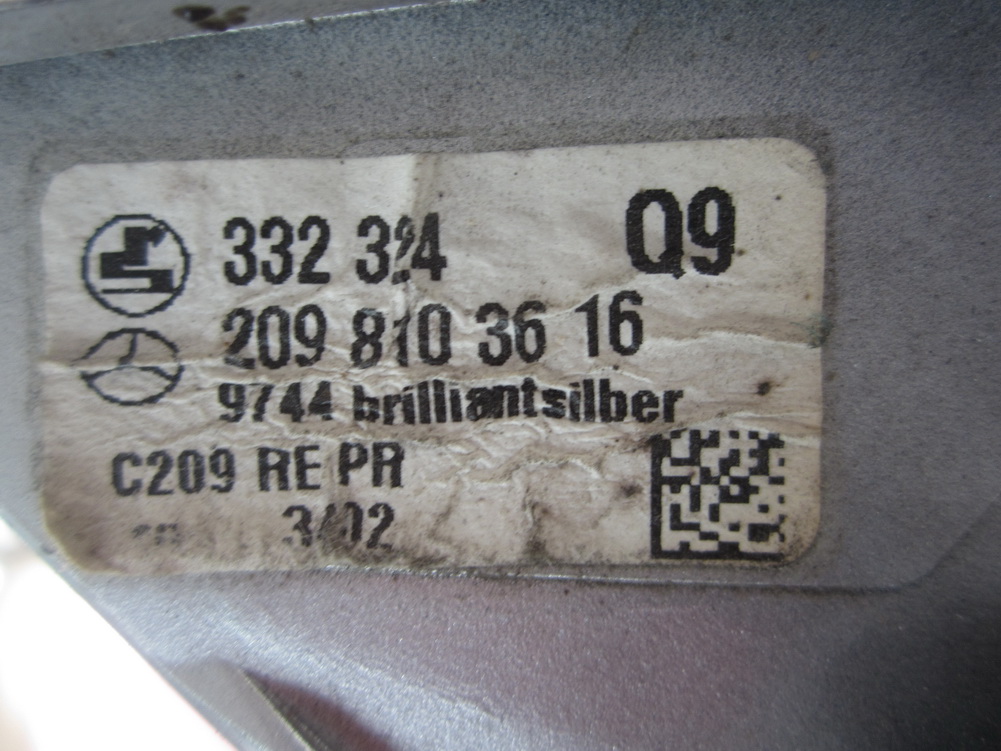 332 324 Q9
209 810 36 16
9744 brilliantsilber
C209 RE PR
3/02